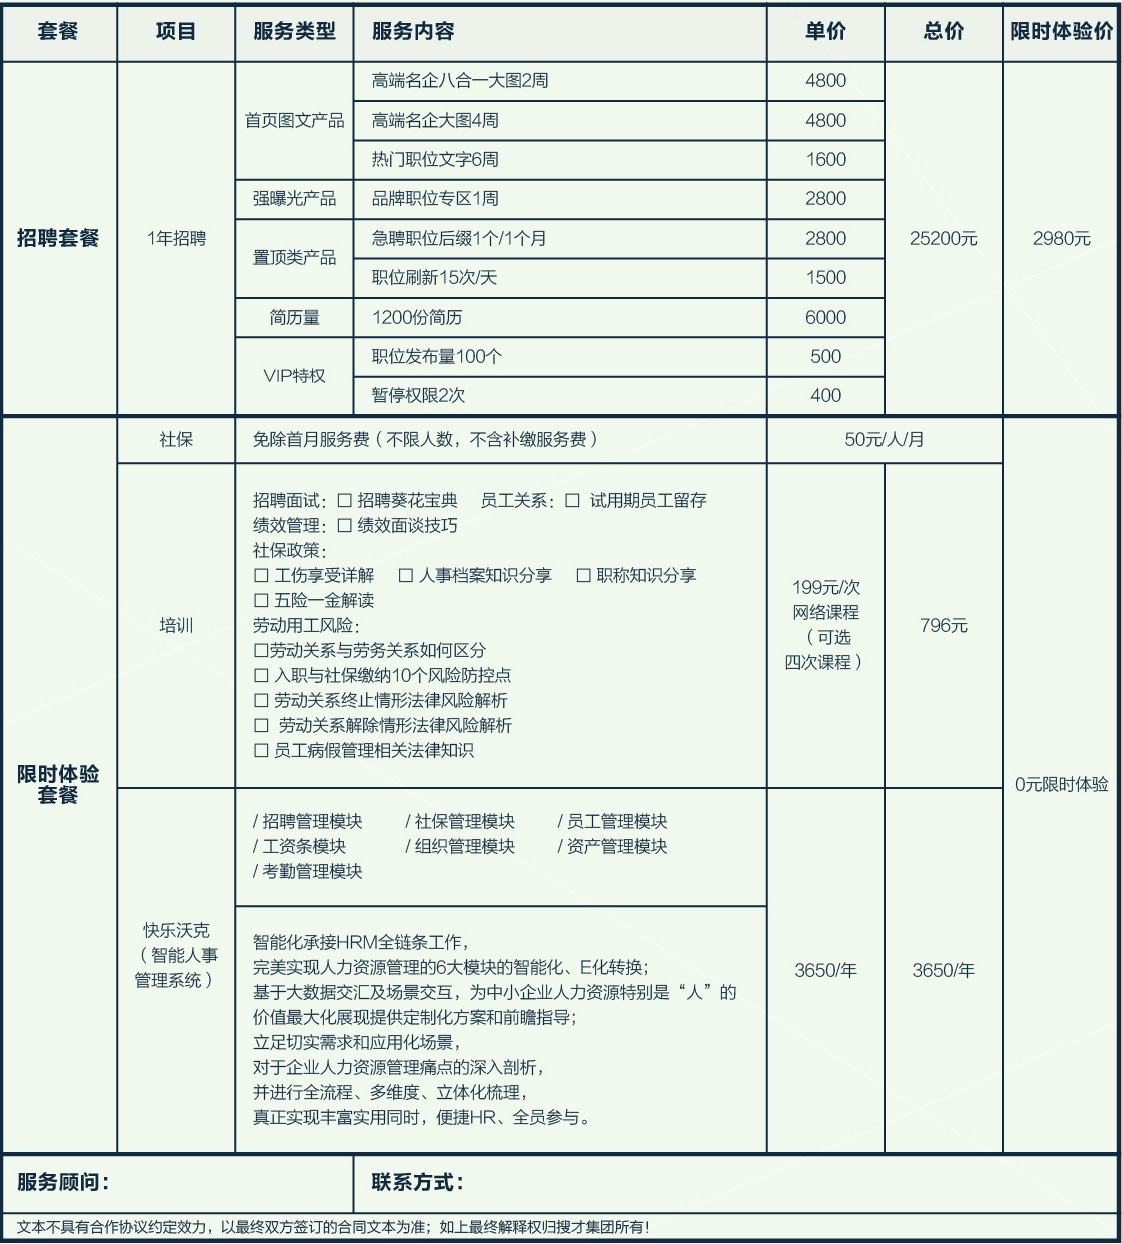 套餐 项目 服务类型 服务内容 单价 总价 限时体验价
招聘套餐 1年招聘 首页图文产品 高端名企八合一大图2周 4800 25200元 2980元
高端名企大图4周 4800
热门职位文字6周 1600
强曝光产品 品牌职位专区1周 2800
置顶类产品 急聘职位后缀1个/1个月 2800
职位刷新15次/天 1500
简历量 1200份简历 6000
VIP特权 职位发布量100个 500
暂停权限2次 400
限时体验
套餐
社保 免除首月服务费（不限人数，不含补缴服务费） 50元/人/月
0元限时体验
培训
招聘面试：□ 招聘葵花宝典 员工关系：□ 试用期员工留存
绩效管理：□ 绩效面谈技巧
社保政策：
□ 工伤享受详解 □ 人事档案知识分享 □ 职称知识分享
□ 五险一金解读
劳动用工风险：
□劳动关系与劳务关系如何区分
□ 入职与社保缴纳10个风险防控点
□ 劳动关系终止情形法律风险解析
□ 劳动关系解除情形法律风险解析
□ 员工病假管理相关法律知识
199元/次
网络课程
（可选
四次课程）
796元
快乐沃克
（智能人事
管理系统）
/ 招聘管理模块 / 社保管理模块 / 员工管理模块
/ 工资条模块 / 组织管理模块 / 资产管理模块
/ 考勤管理模块
智能化承接HRM全链条工作，
完美实现人力资源管理的6大模块的智能化、E化转换；
基于大数据交汇及场景交互，为中小企业人力资源特别是“人”的
价值最大化展现提供定制化方案和前瞻指导；
立足切实需求和应用化场景，
对于企业人力资源管理痛点的深入剖析，
并进行全流程、多维度、立体化梳理，
真正实现丰富实用同时，便捷HR、全员参与。
3650/年 3650/年
服务顾问： 联系方式：
文本不具有合作协议约定效力，以最终双方签订的合同文本为准；如上最终解释权归搜才集团所有！